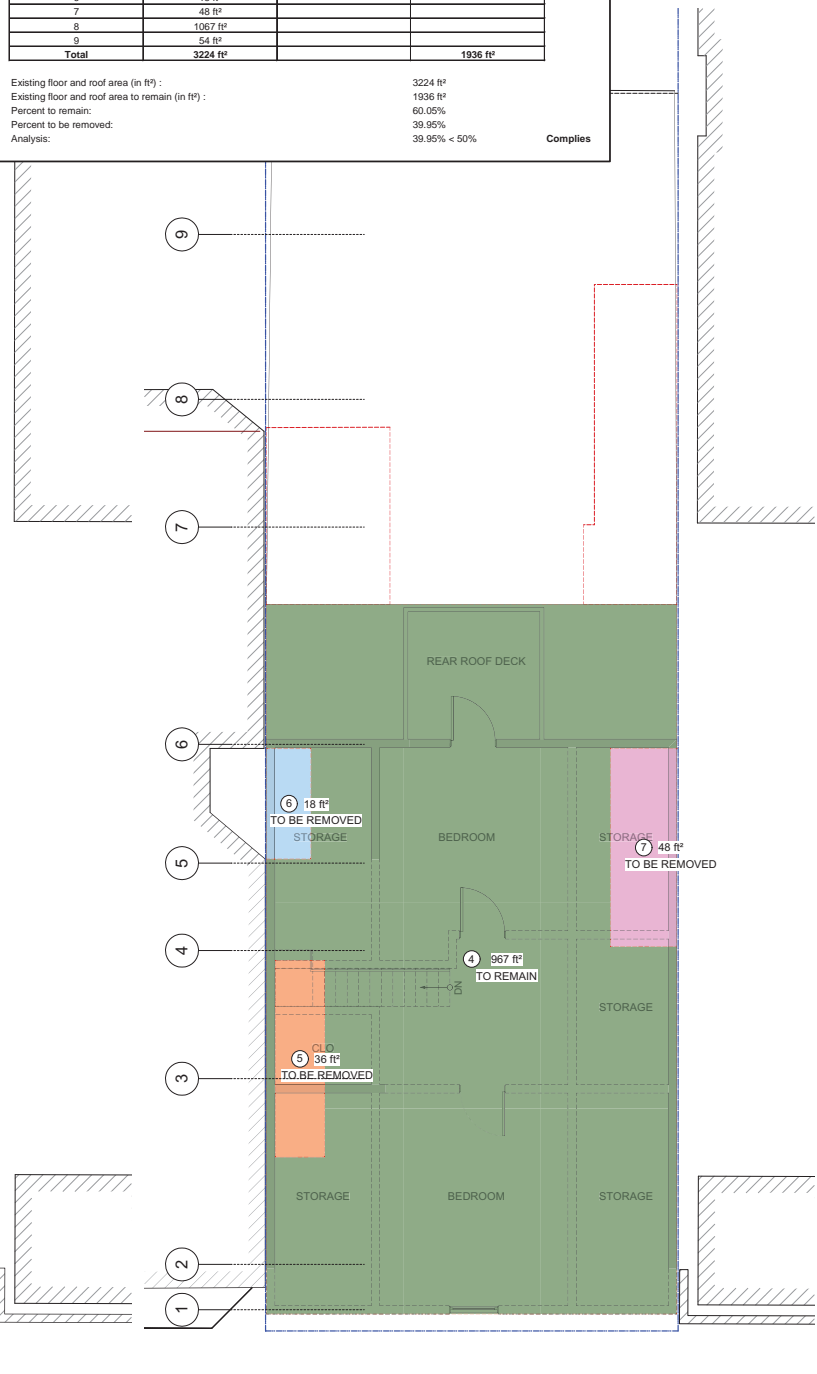 7 48 ft²
8 1067 ft²
9 54 ft²
Total 3224 ft² 1936 ft²
Existing floor and roof area (in ft²) : 3224 ft²
Existing floor and roof area to remain (in ft²) : 1936 ft²
Percent to remain: 60.05%
Percent to be removed: 39.95%
Analysis: 39.95% < 50% Complies
9
8
7
REAR ROOF DECK
6
6 18 ft²
TO BE REMOVED
STORAGE
BEDROOM
STORAGE
7 48 ft²
TO BE REMOVED
5
4
4 967 ft²
TO REMAIN
DN
STORAGE
CLO
5 36 ft²
TO BE REMOVED
3
STORAGE
BEDROOM
STORAGE
2
1